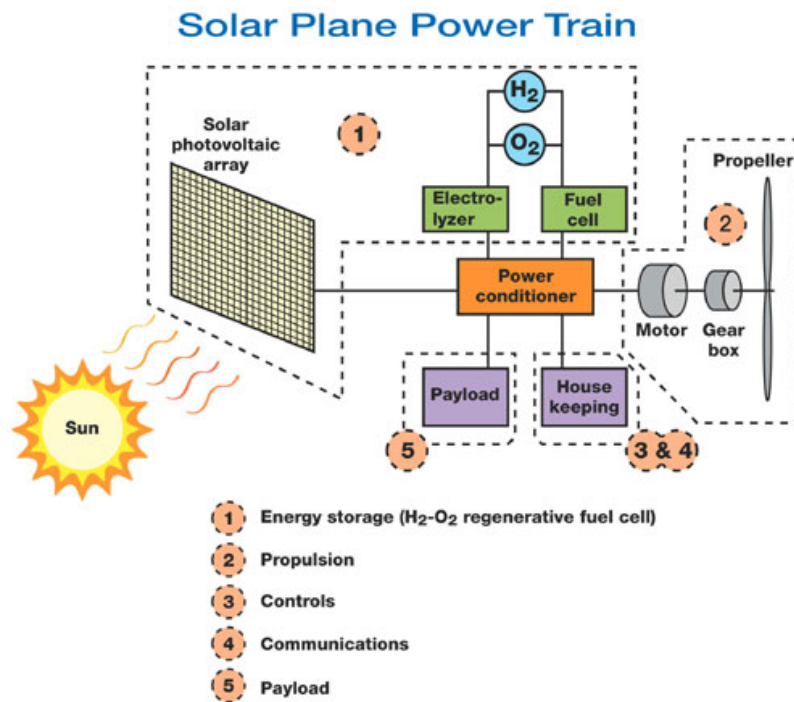 Solar Plane Power Train
H₂
O₂
1
Solar
photovoltaic
array
Propeller
Electro-
lyzer
Fuel
cell
2
Power
conditioner
Motor
Gear
box
Payload
House
keeping
Sun
5
3 & 4
1 Energy storage (H₂-O₂ regenerative fuel cell)
2 Propulsion
3 Controls
4 Communications
5 Payload